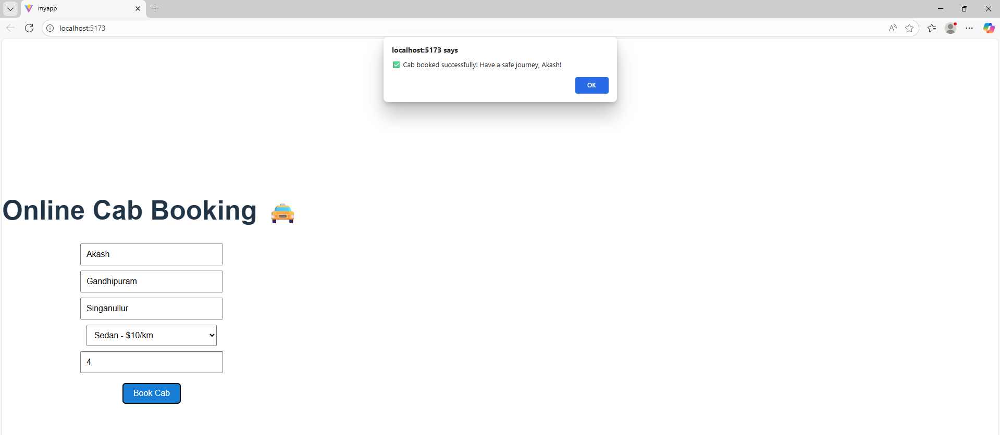 myapp
localhost:5173
localhost:5173 says
✅ Cab booked successfully! Have a safe journey, Akash!
OK
Online Cab Booking 🚖
Akash
Gandhipuram
Singanullur
Sedan - $10/km
4
Book Cab